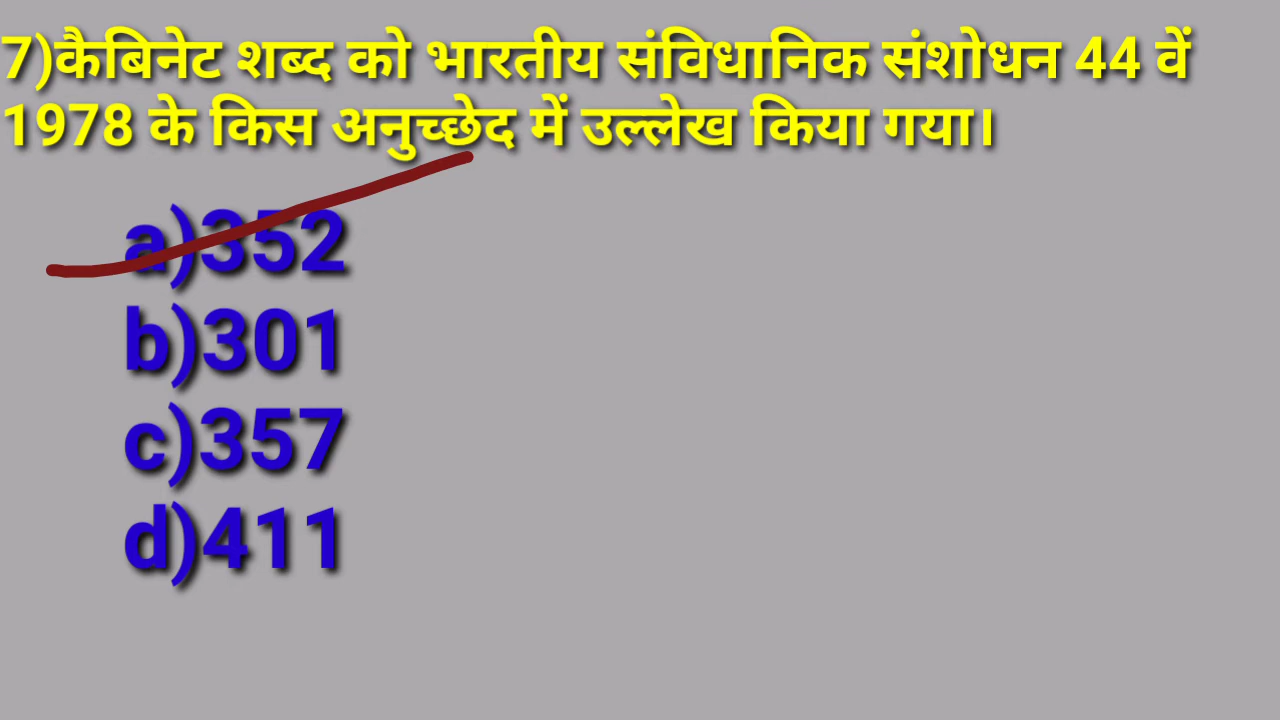 7)कैबिनेट शब्द को भारतीय संविधानिक संशोधन 44 वें
1978 के किस अनुच्छेद में उल्लेख किया गया।
a)352
b)301
c)357
d)411